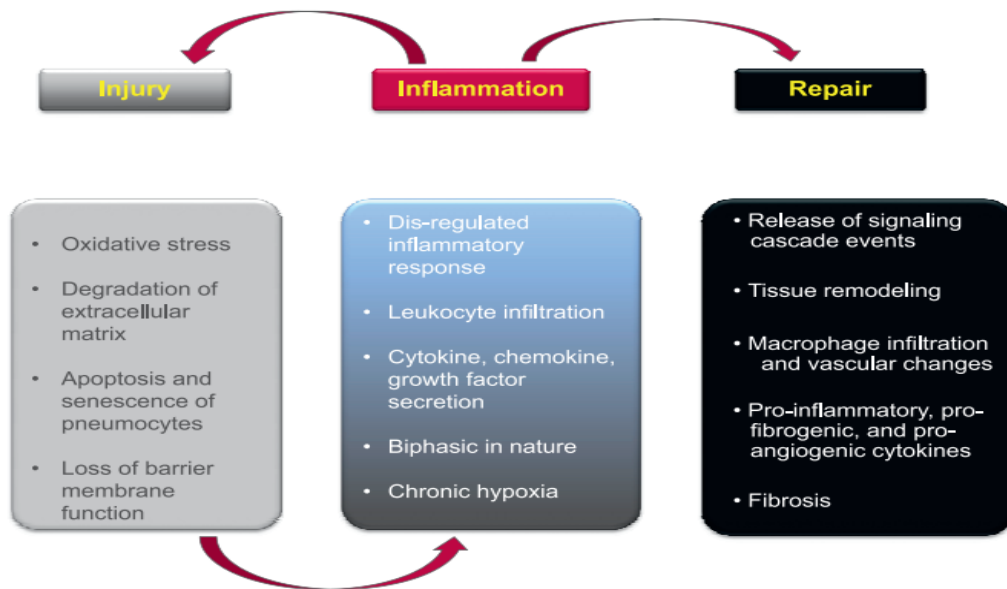 Injury
Inflammation
Repair
• Oxidative stress
• Degradation of
extracellular
matrix
• Apoptosis and
senescence of
pneumocytes
• Loss of barrier
membrane
function
• Dis-regulated
inflammatory
response
• Leukocyte infiltration
• Cytokine, chemokine,
growth factor
secretion
• Biphasic in nature
• Chronic hypoxia
• Release of signaling
cascade events
• Tissue remodeling
• Macrophage infiltration
and vascular changes
• Pro-inflammatory, pro-
fibrogenic, and pro-
angiogenic cytokines
• Fibrosis